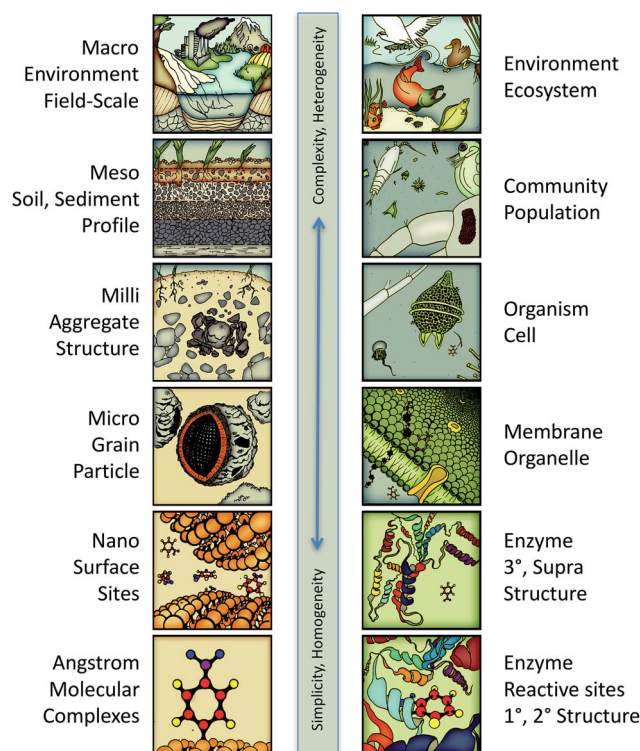 Macro
Environment
Field-Scale
Environment
Ecosystem
Complexity, Heterogeneity
Meso
Soil, Sediment
Profile
Community
Population
Milli
Aggregate
Structure
Organism
Cell
Micro
Grain
Particle
Membrane
Organelle
Nano
Surface
Sites
Enzyme
3°, Supra
Structure
Simplicity, Homogeneity
Angstrom
Molecular
Complexes
Enzyme
Reactive sites
1°, 2° Structure